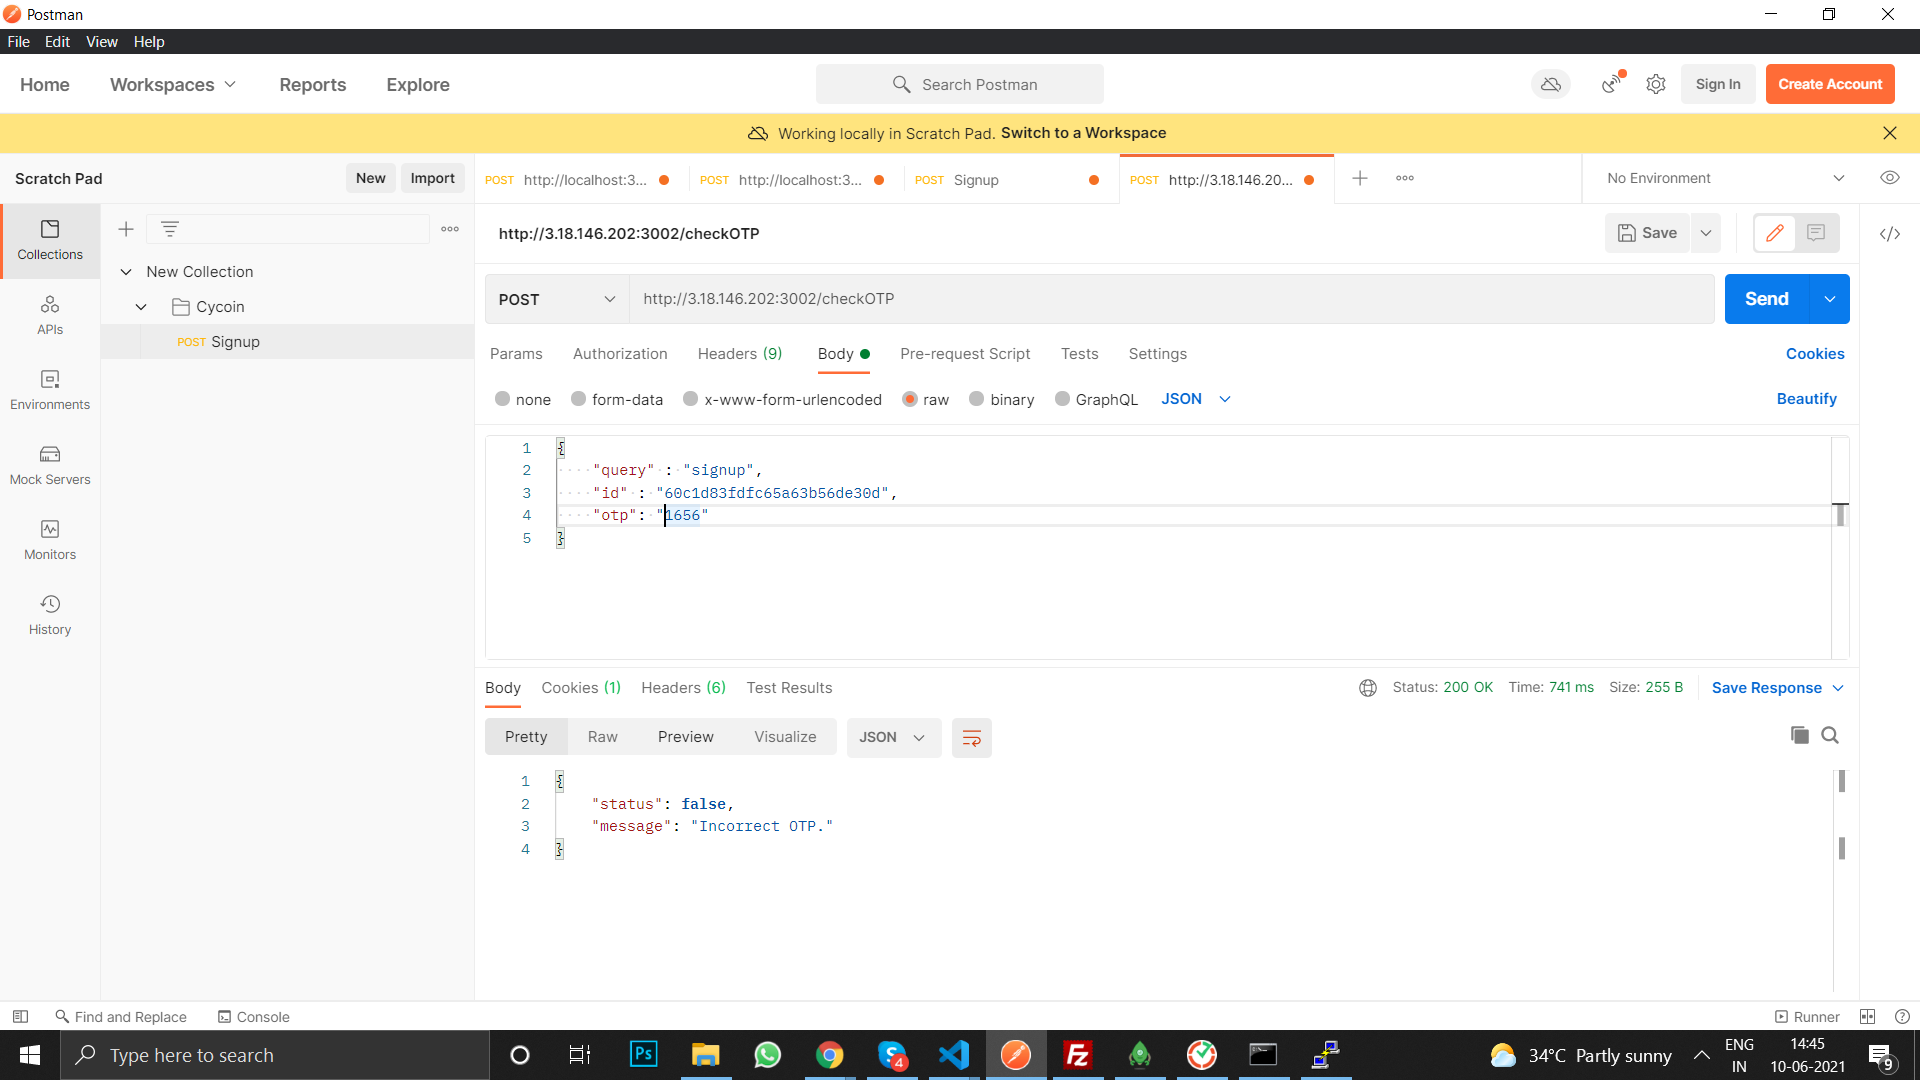 Postman
File Edit View Help
Home Workspaces Reports Explore Search Postman Sign In Create Account
Working locally in Scratch Pad. Switch to a Workspace
Scratch Pad New Import
POST http://localhost:3... POST http://localhost:3... POST Signup POST http://3.18.146.20... No Environment
Collections
APIs
Environments
Mock Servers
Monitors
History
New Collection
Cycoin
POST Signup
http://3.18.146.202:3002/checkOTP Save
POST http://3.18.146.202:3002/checkOTP Send
Params Authorization Headers (9) Body Pre-request Script Tests Settings Cookies
none form-data x-www-form-urlencoded raw binary GraphQL JSON Beautify
1 {
2 "query" : "signup",
3 "id" : "60c1d83fdfc65a63b56de30d",
4 "otp": "1656"
5 }
Body Cookies (1) Headers (6) Test Results Status: 200 OK Time: 741 ms Size: 255 B Save Response
Pretty Raw Preview Visualize JSON
1 {
2 "status": false,
3 "message": "Incorrect OTP."
4 }
Find and Replace Console Runner
Type here to search
Ps
4
Fz
34°C Partly sunny
ENG
IN
14:45
10-06-2021
9